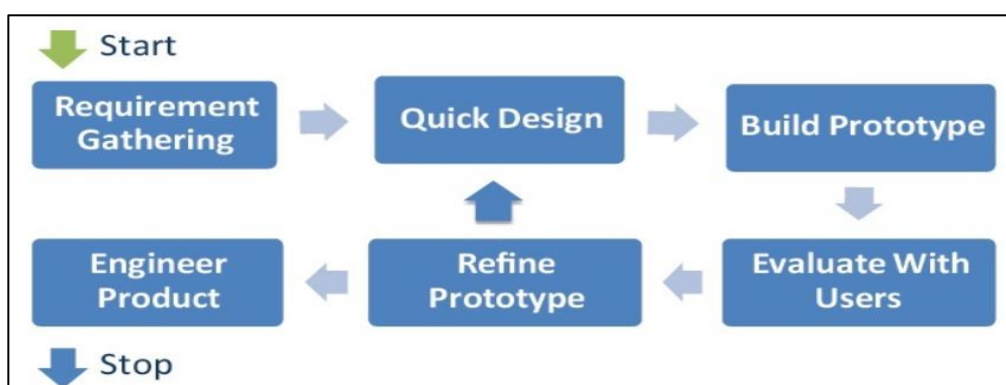 Start
Requirement
Gathering
Quick Design
Build Prototype
Evaluate With
Users
Refine
Prototype
Engineer
Product
Stop